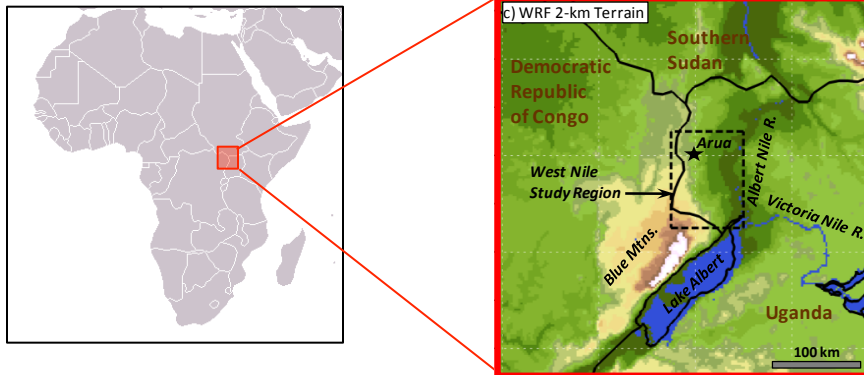 c) WRF 2-km Terrain
Southern
Sudan
Democratic
Republic
of Congo
Arua
Albert Nile R.
West Nile
Study Region
Victoria Nile R.
Blue Mtns.
Lake Albert
Uganda
100 km